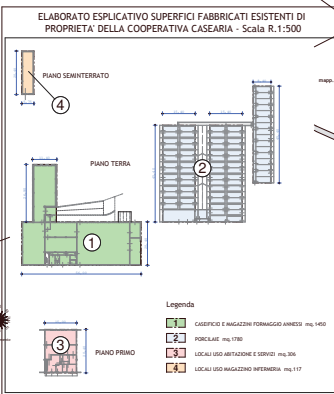 ELABORATO ESPLICATIVO SUPERFICI FABBRICATI ESISTENTI DI
PROPRIETA' DELLA COOPERATIVA CASEARIA - Scala R.1:500
PIANO SEMINTERRATO
4
mapp.
PIANO TERRA
2
1
3
PIANO PRIMO
Legenda
1 CASEIFICIO E MAGAZZINI FORMAGGIO ANNESSI mq.1450
2 PORCILAIE mq.1780
3 LOCALI USO ABITAZIONE E SERVIZI mq.306
4 LOCALI USO MAGAZZINO INFERMERIA mq.117